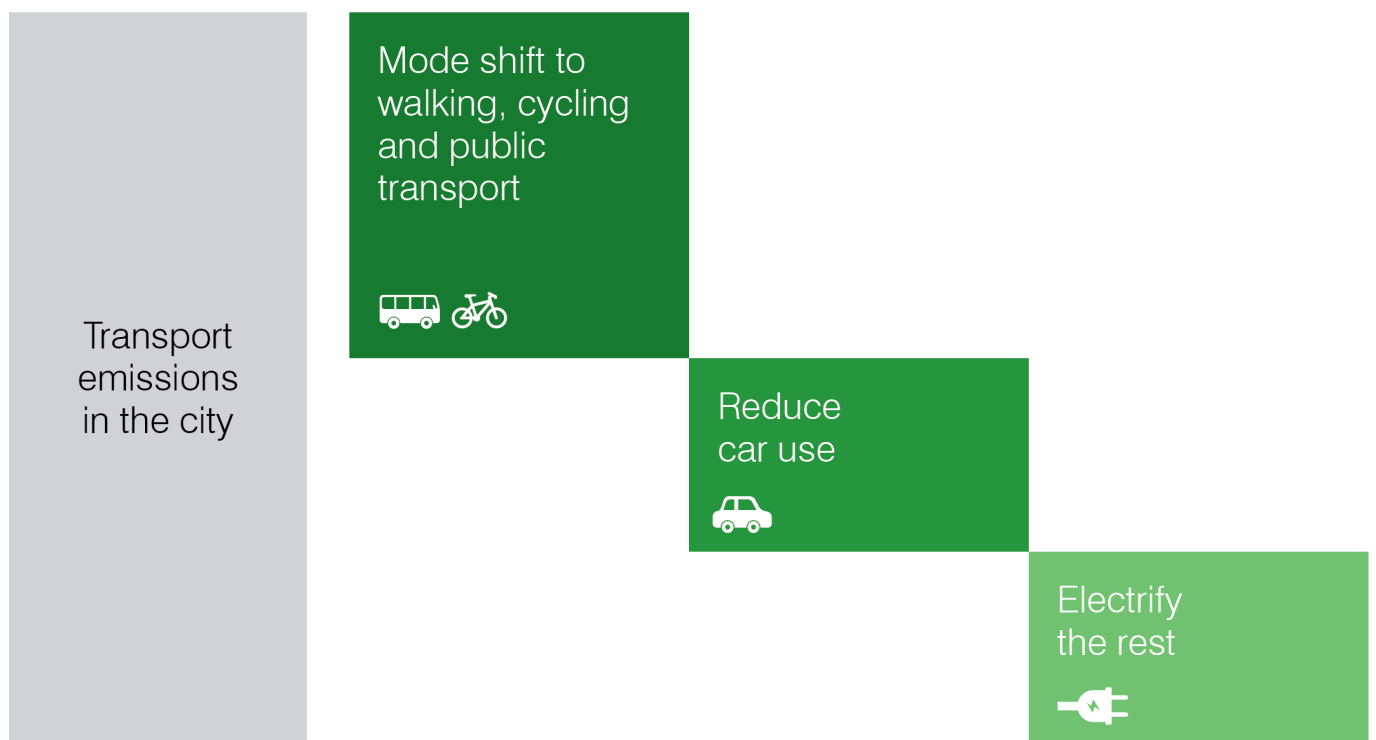 Transport
emissions
in the city
Mode shift to
walking, cycling
and public
transport
Reduce
car use
Electrify
the rest